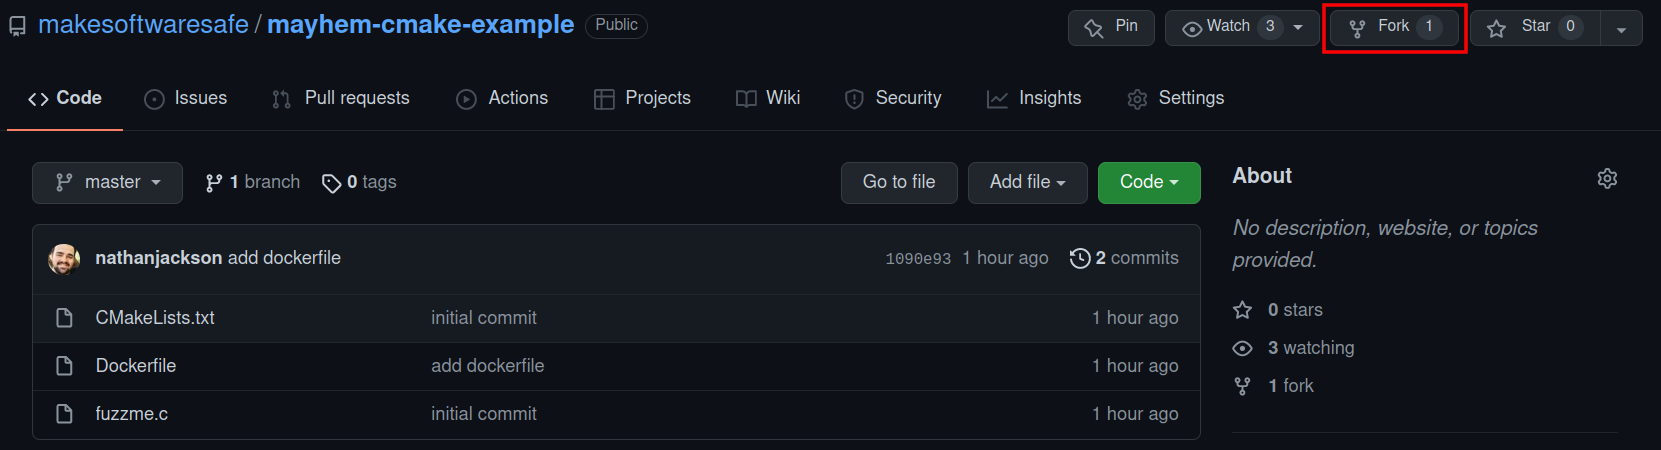 makesoftwaresafe / mayhem-cmake-example Public Pin Watch 3 Fork 1 Star 0
Code Issues Pull requests Actions Projects Wiki Security Insights Settings
master 1 branch 0 tags Go to file Add file Code
nathanjackson add dockerfile 1090e93 1 hour ago 2 commits
CMakeLists.txt initial commit 1 hour ago
Dockerfile add dockerfile 1 hour ago
fuzzme.c initial commit 1 hour ago
About
No description, website, or topics
provided.
0 stars
3 watching
1 fork